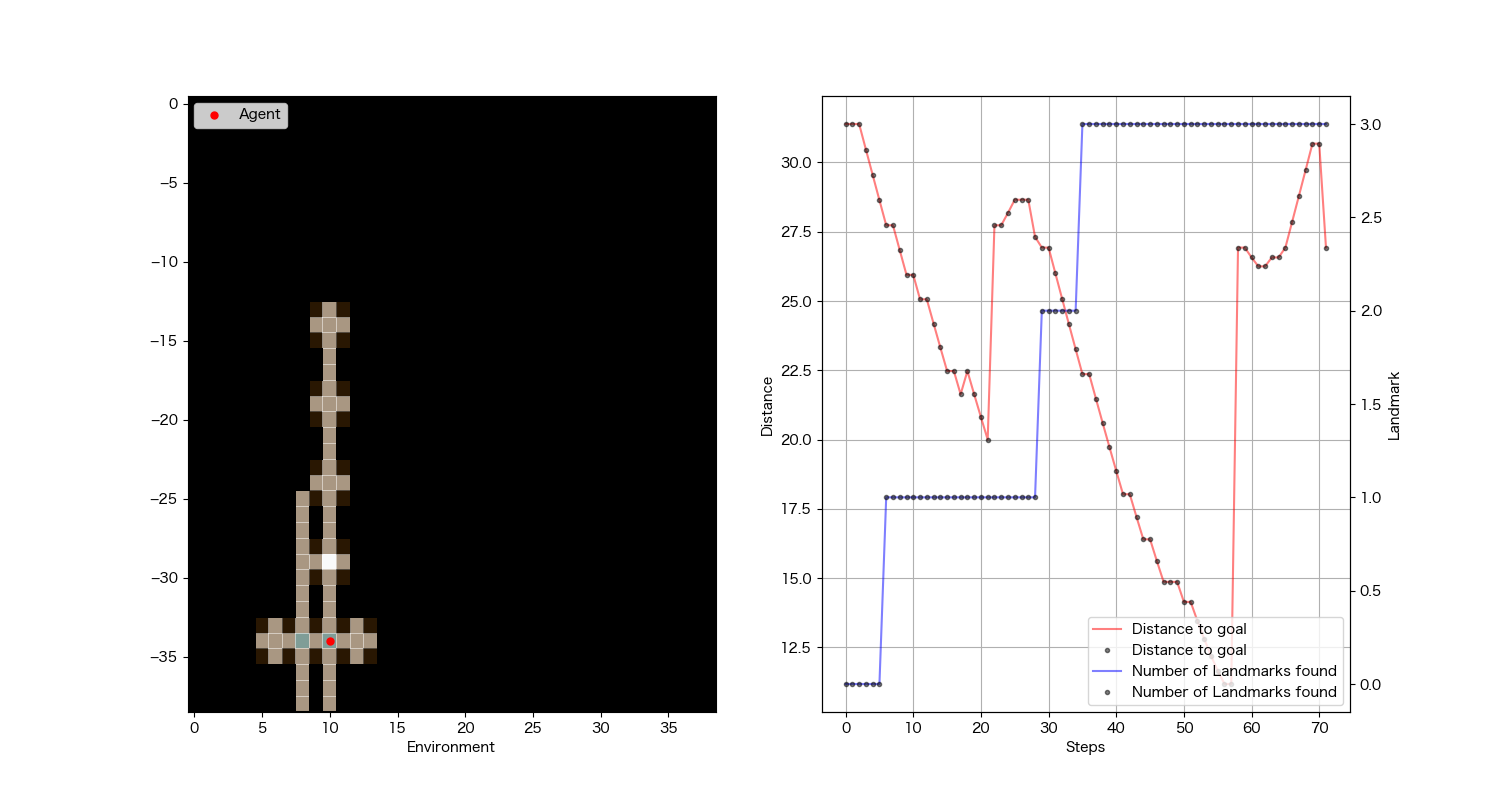 Agent
0
−5
−10
−15
−20
−25
−30
−35
0 5 10 15 20 25 30 35
Environment
Distance
30.0
27.5
25.0
22.5
20.0
17.5
15.0
12.5
0 10 20 30 40 50 60 70
Steps
3.0
2.5
2.0
1.5
1.0
0.5
0.0
Landmark
Distance to goal
Distance to goal
Number of Landmarks found
Number of Landmarks found